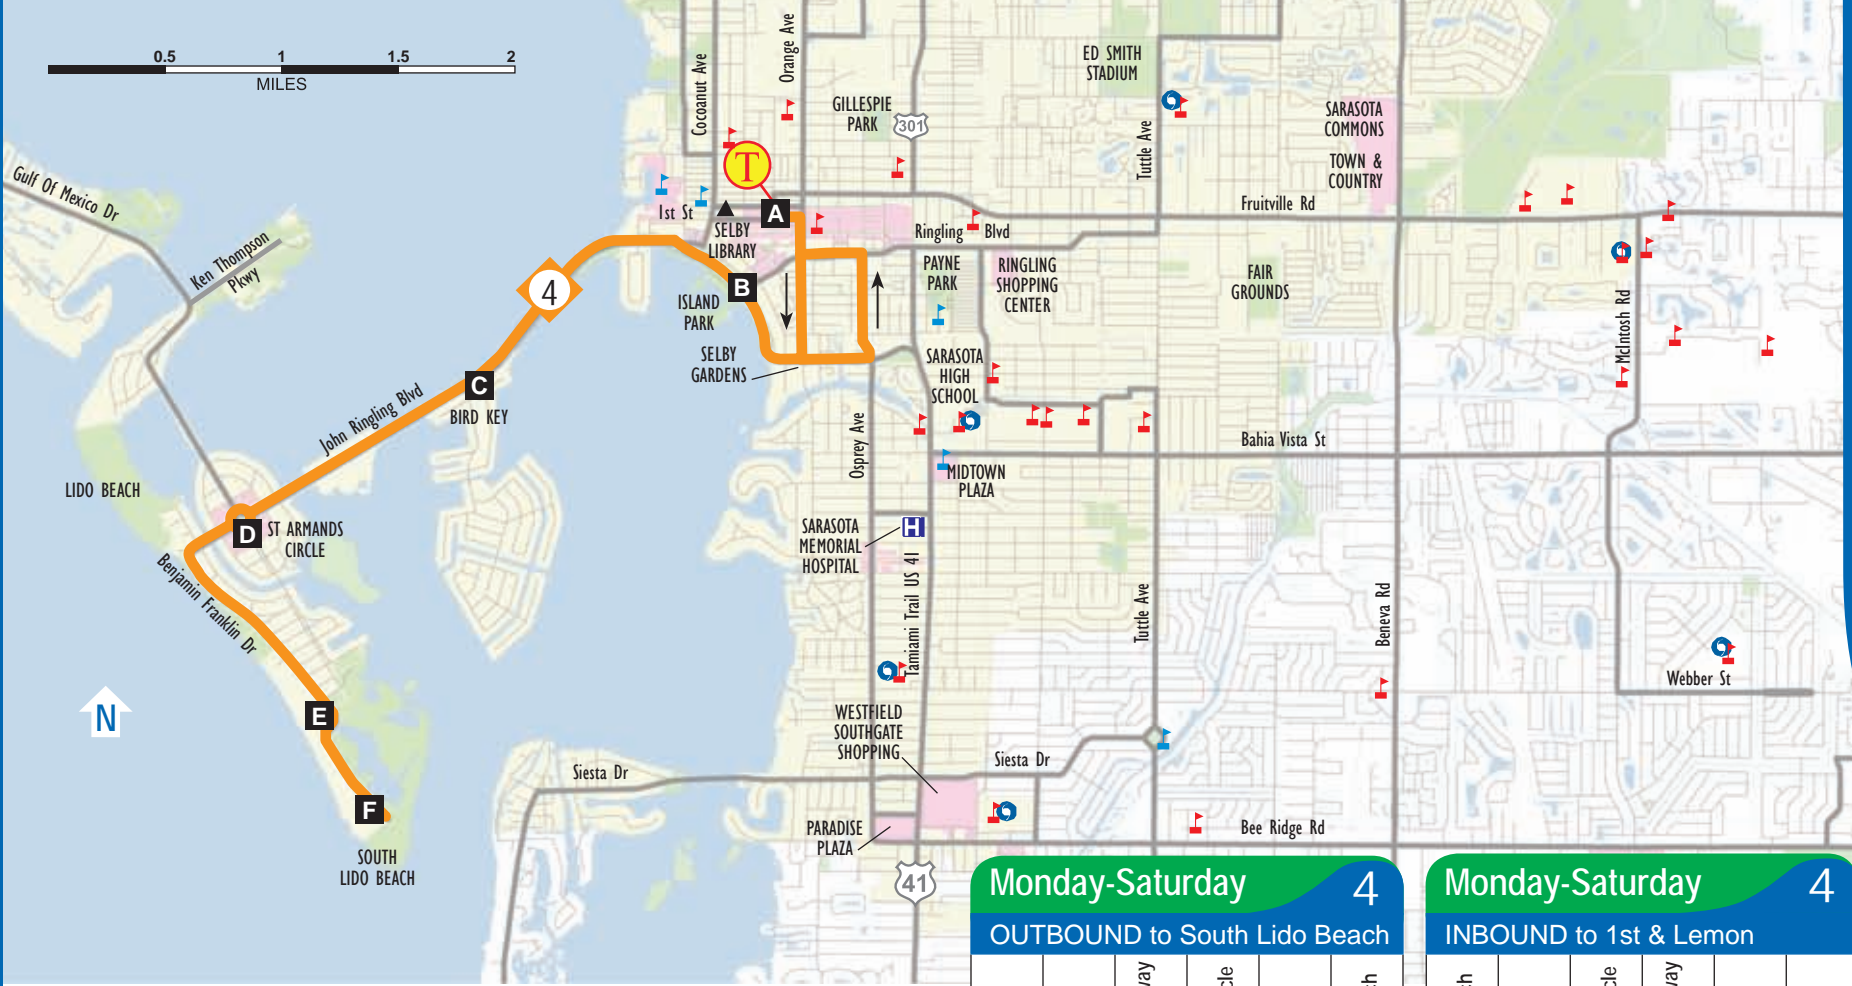 0.5
1
1.5
2
MILES
Cocoanut Ave
Orange Ave
GILLESPIE
PARK
301
ED SMITH
STADIUM
Tuttle Ave
SARASOTA
COMMONS
TOWN &
COUNTRY
Gulf Of Mexico Dr
Ken Thompson
Pkwy
T
1st St
A
SELBY
LIBRARY
Ringling Blvd
Fruitville Rd
4
B
ISLAND
PARK
PAYNE
PARK
RINGLING
SHOPPING
CENTER
FAIR
GROUNDS
McIntosh Rd
SELBY
GARDENS
SARASOTA
HIGH
SCHOOL
C
BIRD KEY
John Ringling Blvd
Osprey Ave
Bahia Vista St
MIDTOWN
PLAZA
LIDO BEACH
D
ST ARMANDS
CIRCLE
SARASOTA
MEMORIAL
HOSPITAL
H
Benjamin Franklin Dr
Tamiami Trail US 41
Tuttle Ave
Beneva Rd
Webber St
N
E
WESTFIELD
SOUTHGATE
SHOPPING
Siesta Dr
Siesta Dr
F
PARADISE
PLAZA
Bee Ridge Rd
SOUTH
LIDO BEACH
41
Monday-Saturday 4
OUTBOUND to South Lido Beach
Monday-Saturday 4
INBOUND to 1st & Lemon